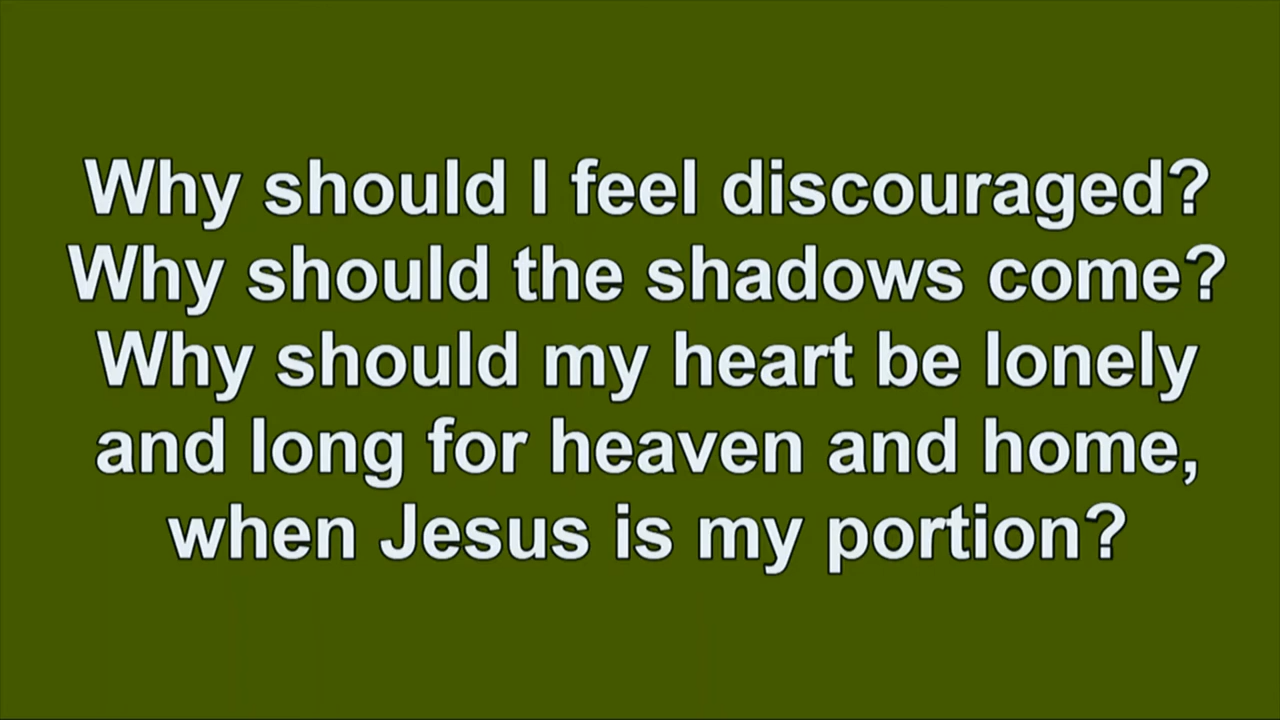 Why should I feel discouraged?
Why should the shadows come?
Why should my heart be lonely
and long for heaven and home,
when Jesus is my portion?